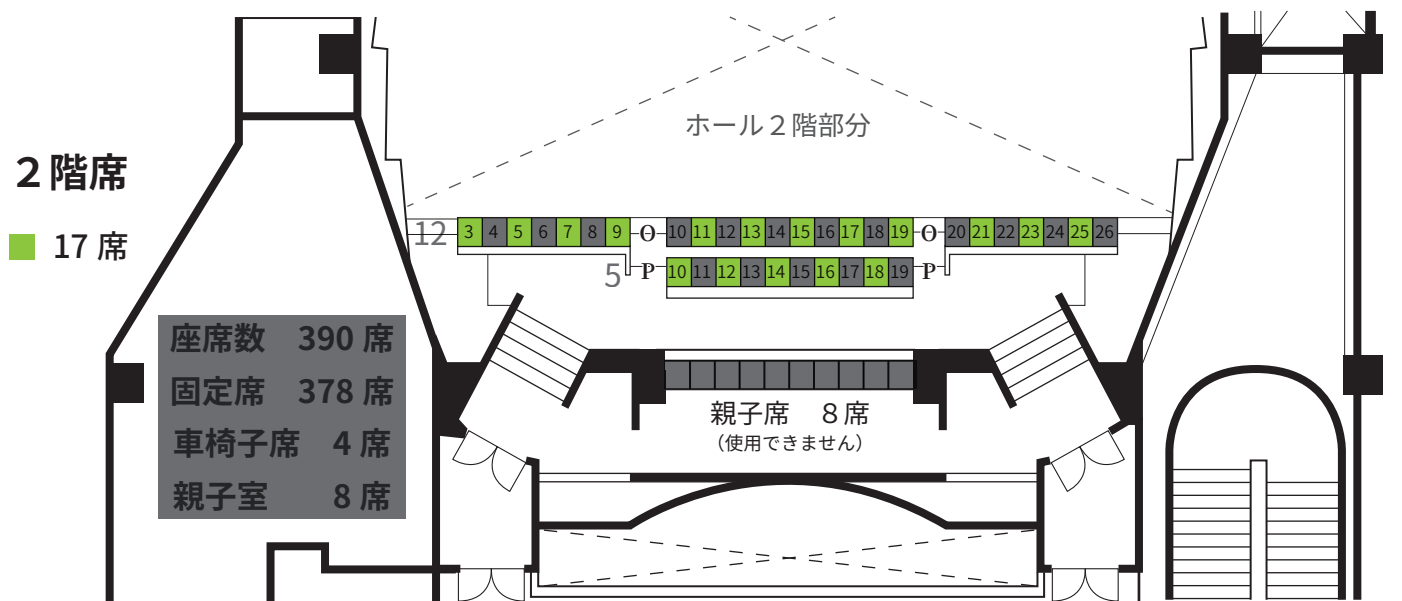 ホール２階部分
２階席
17 席
12 3 4 5 6 7 8 9 O 10 11 12 13 14 15 16 17 18 19 O 20 21 22 23 24 25 26
5 P 10 11 12 13 14 15 16 17 18 19 P
座席数 390 席
固定席 378 席
車椅子席 4 席
親子室 8 席
親子席 ８席
（使用できません）